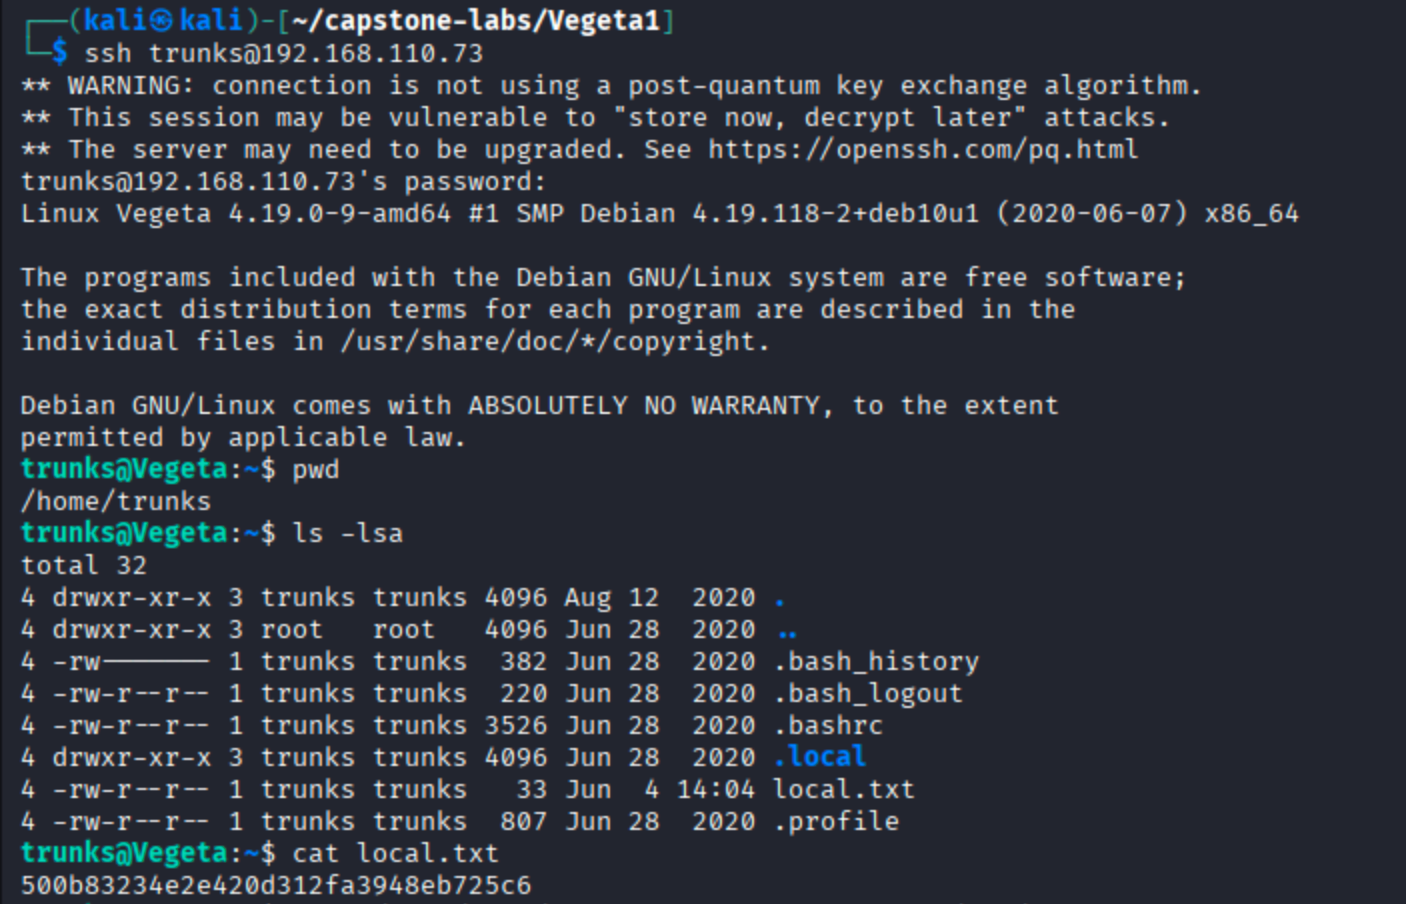 ┌──(kali㉿kali)-[~/capstone-labs/Vegeta1]
└─$ ssh trunks@192.168.110.73
** WARNING: connection is not using a post-quantum key exchange algorithm.
** This session may be vulnerable to "store now, decrypt later" attacks.
** The server may need to be upgraded. See https://openssh.com/pq.html
trunks@192.168.110.73's password:
Linux Vegeta 4.19.0-9-amd64 #1 SMP Debian 4.19.118-2+deb10u1 (2020-06-07) x86_64

The programs included with the Debian GNU/Linux system are free software;
the exact distribution terms for each program are described in the
individual files in /usr/share/doc/*/copyright.

Debian GNU/Linux comes with ABSOLUTELY NO WARRANTY, to the extent
permitted by applicable law.
trunks@Vegeta:~$ pwd
/home/trunks
trunks@Vegeta:~$ ls -lsa
total 32
4 drwxr-xr-x 3 trunks trunks 4096 Aug 12  2020 .
4 drwxr-xr-x 3 root   root   4096 Jun 28  2020 ..
4 -rw------- 1 trunks trunks  382 Jun 28  2020 .bash_history
4 -rw-r--r-- 1 trunks trunks  220 Jun 28  2020 .bash_logout
4 -rw-r--r-- 1 trunks trunks 3526 Jun 28  2020 .bashrc
4 drwxr-xr-x 3 trunks trunks 4096 Jun 28  2020 .local
4 -rw-r--r-- 1 trunks trunks   33 Jun  4 14:04 local.txt
4 -rw-r--r-- 1 trunks trunks  807 Jun 28  2020 .profile
trunks@Vegeta:~$ cat local.txt
500b83234e2e420d312fa3948eb725c6